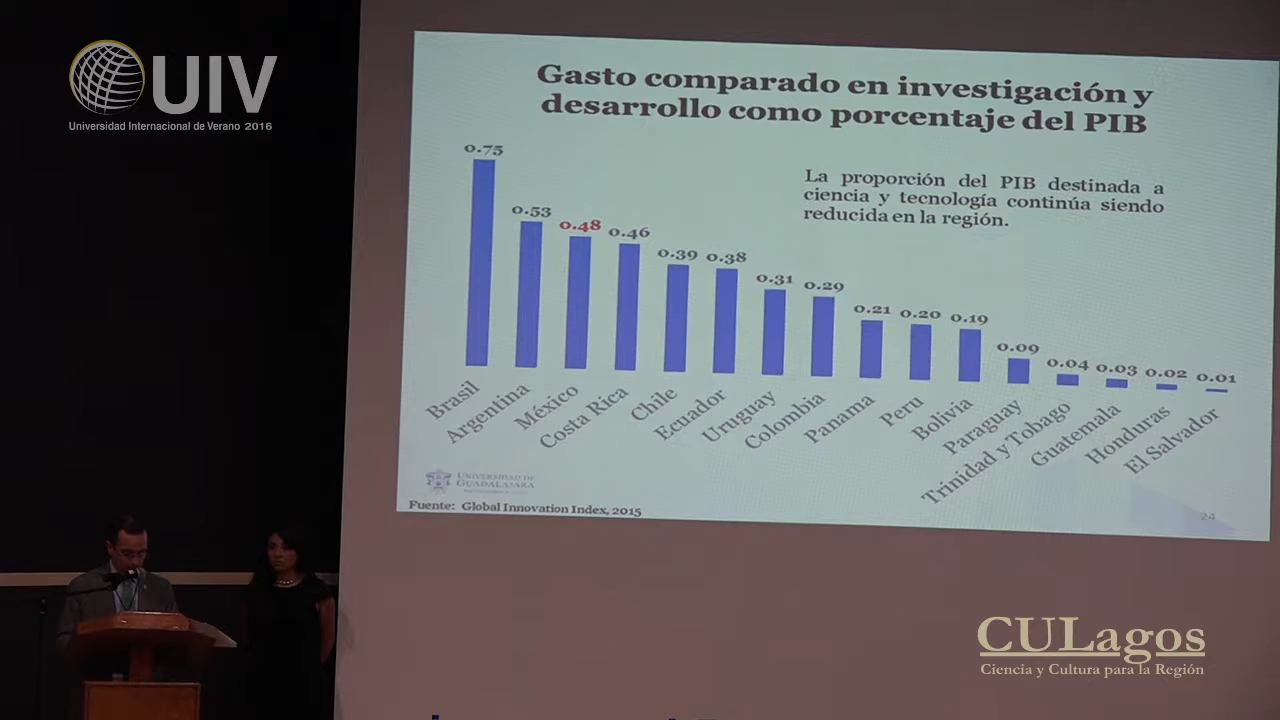 UIV
Universidad Internacional de Verano 2016
Gasto comparado en investigación y
desarrollo como porcentaje del PIB
La proporción del PIB destinada a
ciencia y tecnología continúa siendo
reducida en la región.
0.75
0.53
0.48
0.46
0.39
0.38
0.31
0.29
0.21
0.20
0.19
0.09
0.04
0.03
0.02
0.01
Brasil
Argentina
México
Costa Rica
Chile
Ecuador
Uruguay
Colombia
Panama
Peru
Bolivia
Paraguay
Trinidad y Tobago
Guatemala
Honduras
El Salvador
Universidad de
Guadalajara
Fuente: Global Innovation Index, 2015
24
CULagos
Ciencia y Cultura para la Región